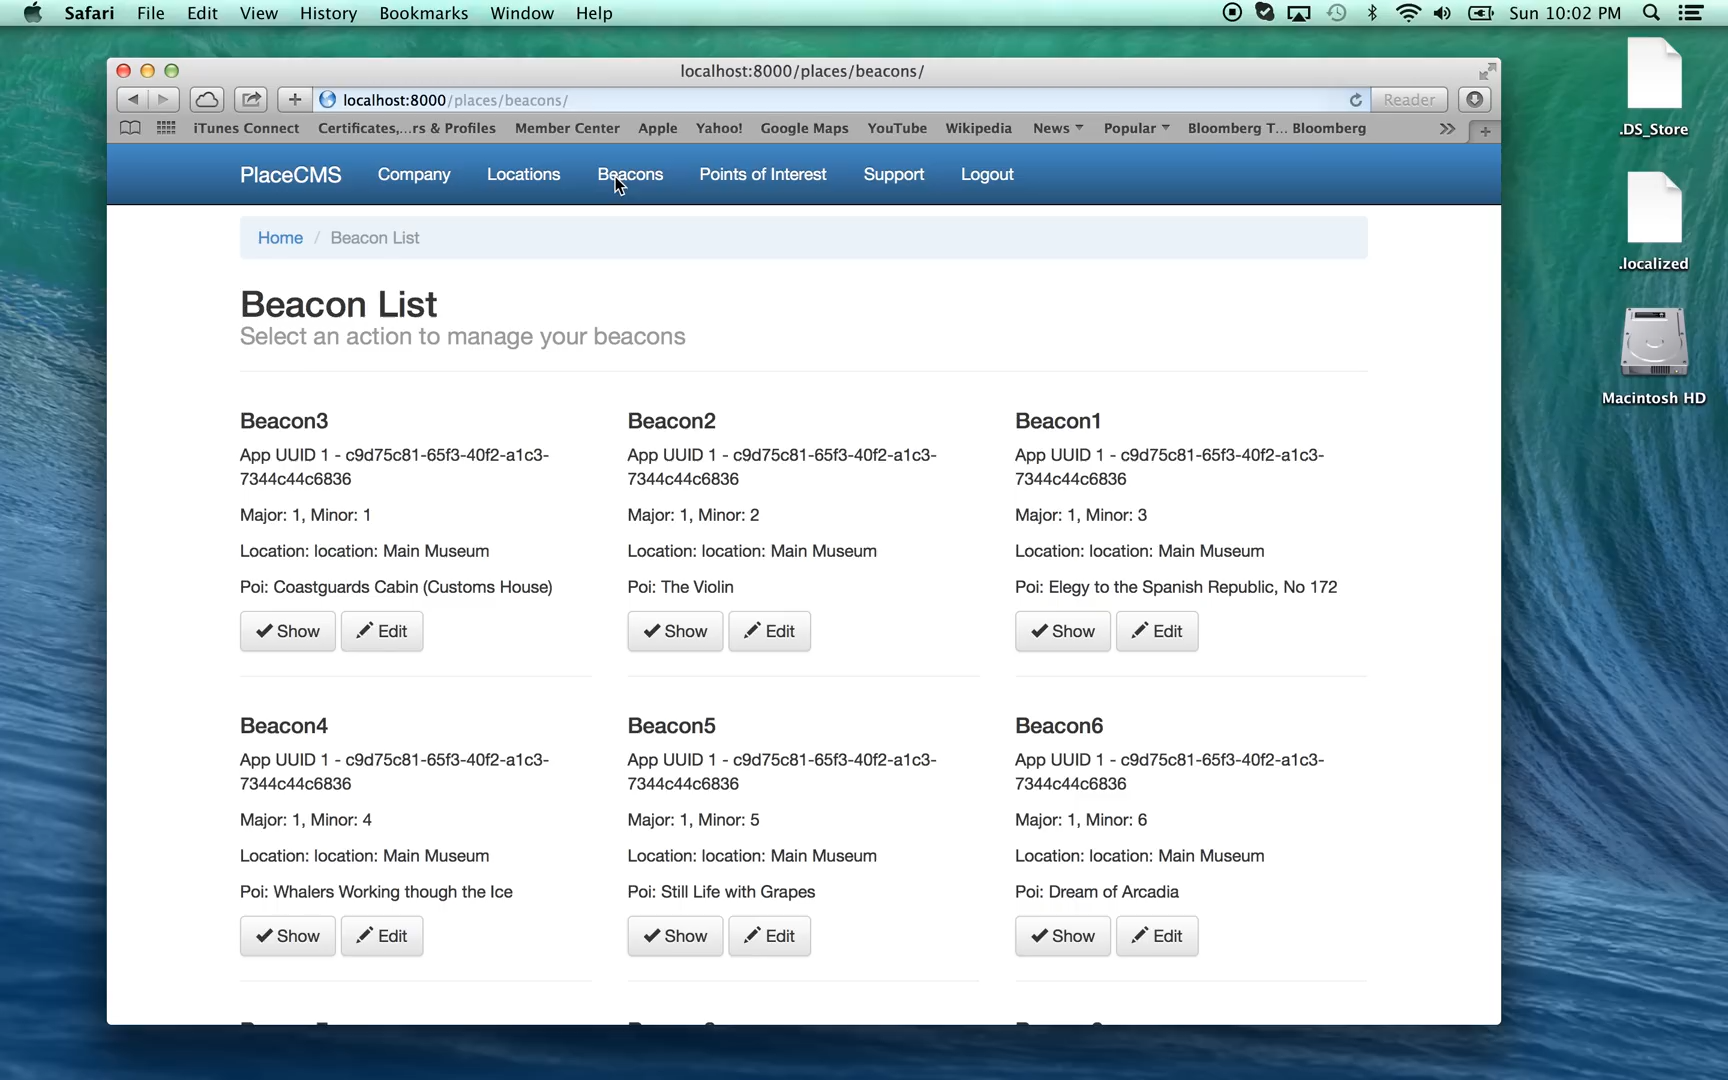 Safari File Edit View History Bookmarks Window Help Sun 10:02 PM
localhost:8000/places/beacons/
localhost:8000/places/beacons/ Reader
iTunes Connect Certificates,...rs & Profiles Member Center Apple Yahoo! Google Maps YouTube Wikipedia News Popular Bloomberg T... Bloomberg
PlaceCMS Company Locations Beacons Points of Interest Support Logout
Home / Beacon List
Beacon List
Select an action to manage your beacons
Beacon3
App UUID 1 - c9d75c81-65f3-40f2-a1c3-
7344c44c6836
Major: 1, Minor: 1
Location: location: Main Museum
Poi: Coastguards Cabin (Customs House)
Show Edit
Beacon2
App UUID 1 - c9d75c81-65f3-40f2-a1c3-
7344c44c6836
Major: 1, Minor: 2
Location: location: Main Museum
Poi: The Violin
Show Edit
Beacon1
App UUID 1 - c9d75c81-65f3-40f2-a1c3-
7344c44c6836
Major: 1, Minor: 3
Location: location: Main Museum
Poi: Elegy to the Spanish Republic, No 172
Show Edit
Beacon4
App UUID 1 - c9d75c81-65f3-40f2-a1c3-
7344c44c6836
Major: 1, Minor: 4
Location: location: Main Museum
Poi: Whalers Working though the Ice
Show Edit
Beacon5
App UUID 1 - c9d75c81-65f3-40f2-a1c3-
7344c44c6836
Major: 1, Minor: 5
Location: location: Main Museum
Poi: Still Life with Grapes
Show Edit
Beacon6
App UUID 1 - c9d75c81-65f3-40f2-a1c3-
7344c44c6836
Major: 1, Minor: 6
Location: location: Main Museum
Poi: Dream of Arcadia
Show Edit
.DS_Store
.localized
Macintosh HD